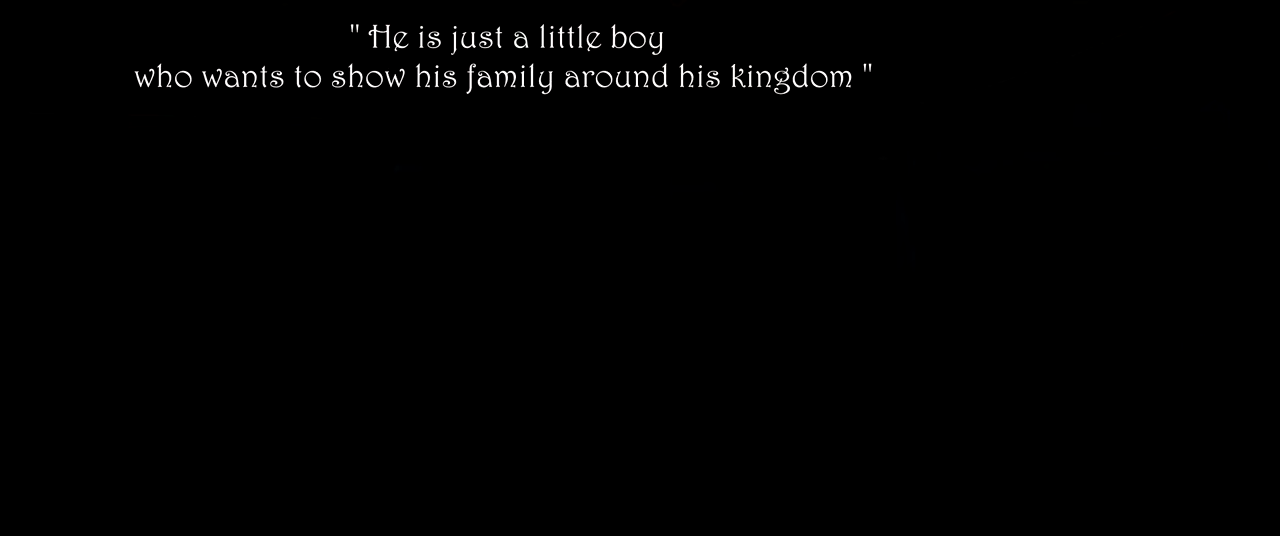 " He is just a little boy
who wants to show his family around his kingdom "